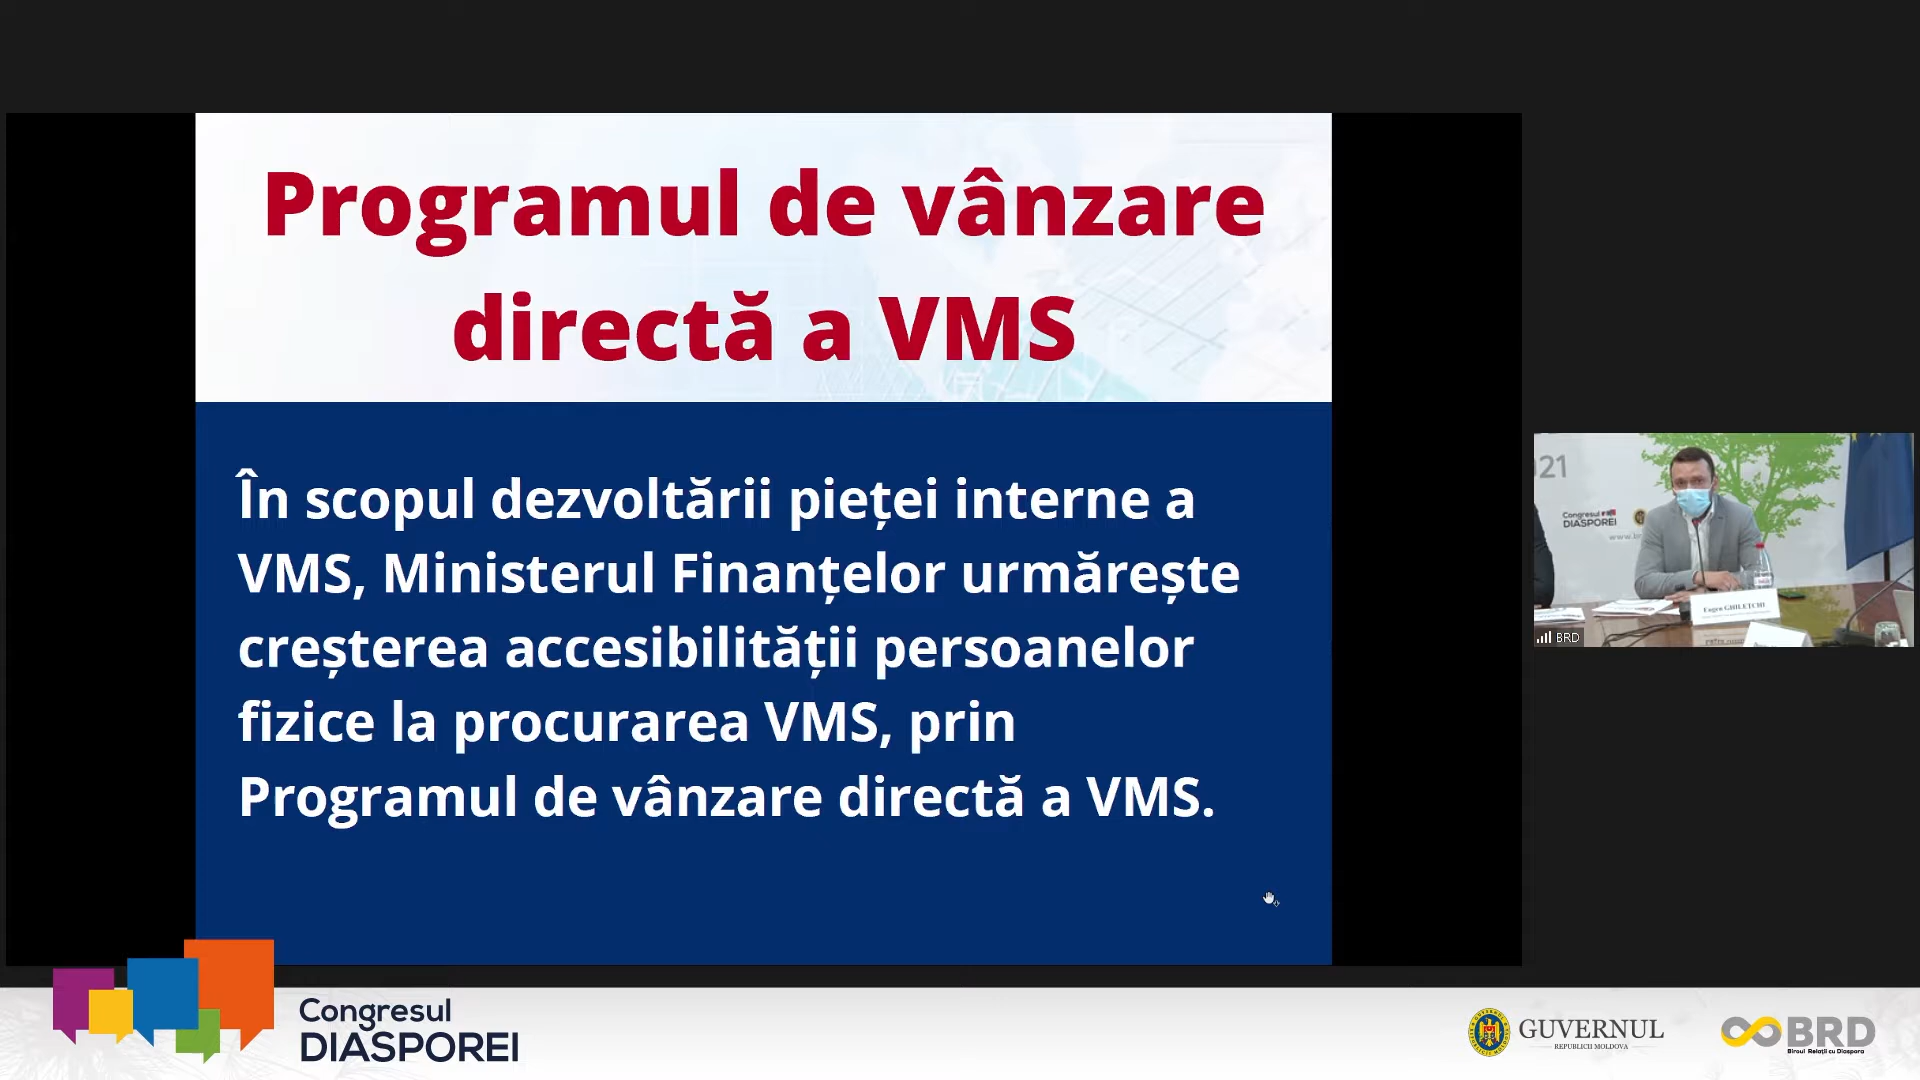 Programul de vânzare
directă a VMS
În scopul dezvoltării pieței interne a
VMS, Ministerul Finanțelor urmărește
creșterea accesibilității persoanelor
fizice la procurarea VMS, prin
Programul de vânzare directă a VMS.
Congresul
DIASPOREI
Eugen GHILEȚCHI
BRD
Congresul
DIASPOREI
GUVERNUL
REPUBLICII MOLDOVA
BRD
Biroul Relații cu Diaspora